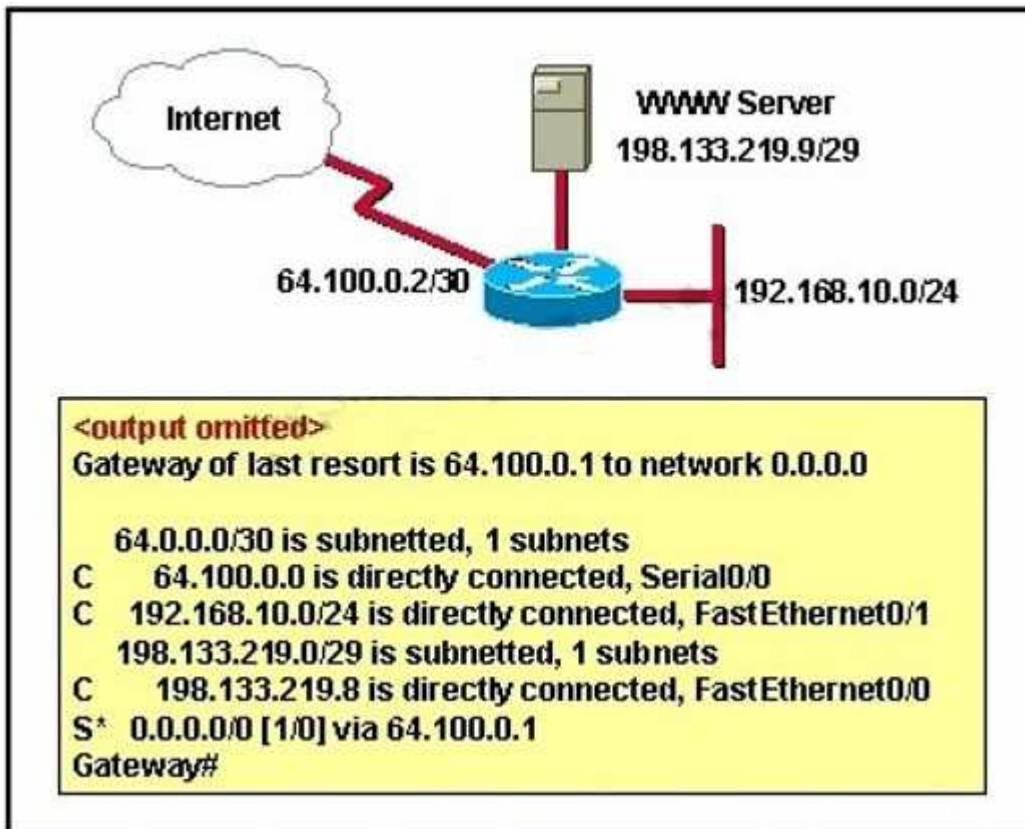 Internet
WWW Server
198.133.219.9/29
64.100.0.2/30
192.168.10.0/24
<output omitted>
Gateway of last resort is 64.100.0.1 to network 0.0.0.0
64.0.0.0/30 is subnetted, 1 subnets
C 64.100.0.0 is directly connected, Serial0/0
C 192.168.10.0/24 is directly connected, FastEthernet0/1
198.133.219.0/29 is subnetted, 1 subnets
C 198.133.219.8 is directly connected, FastEthernet0/0
S* 0.0.0.0/0 [1/0] via 64.100.0.1
Gateway#